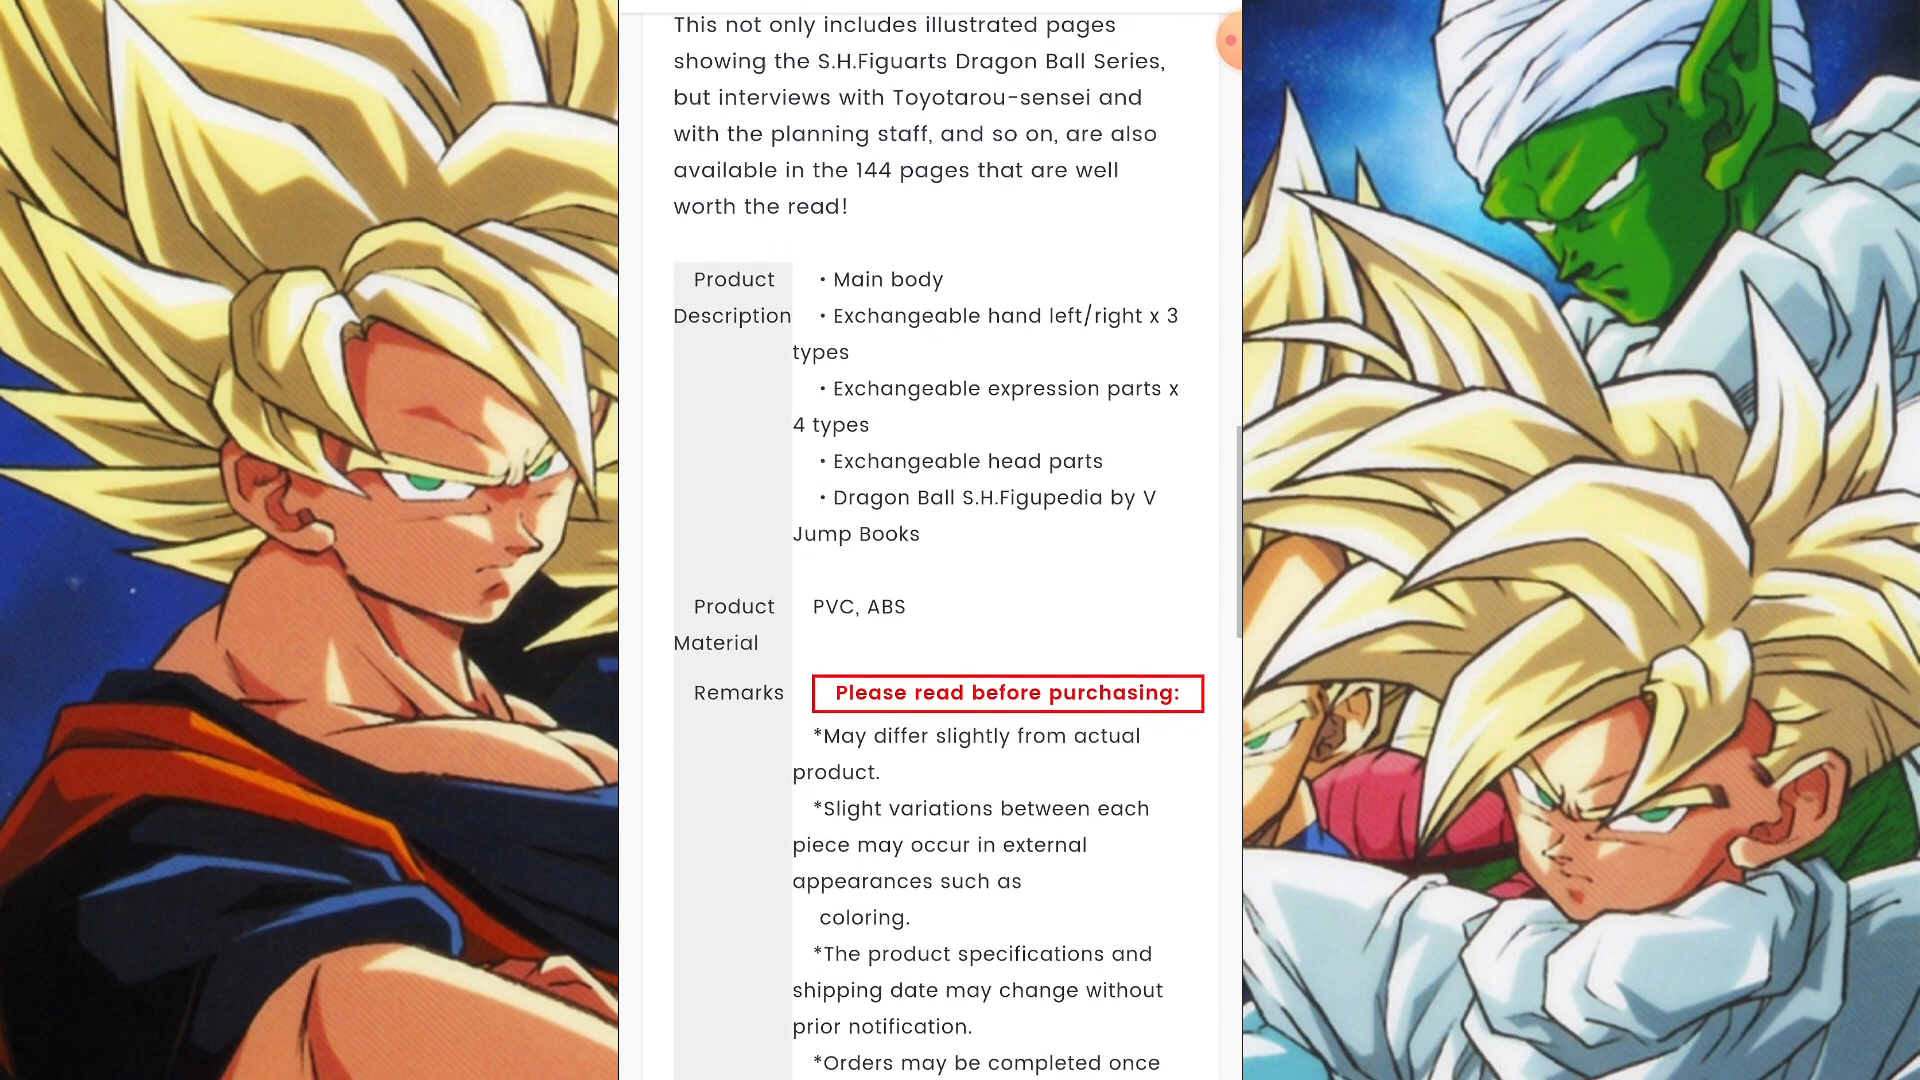 This not only includes illustrated pages
showing the S.H.Figuarts Dragon Ball Series,
but interviews with Toyotarou-sensei and
with the planning staff, and so on, are also
available in the 144 pages that are well
worth the read!
Product Description
・Main body
・Exchangeable hand left/right x 3
types
・Exchangeable expression parts x
4 types
・Exchangeable head parts
・Dragon Ball S.H.Figupedia by V
Jump Books
Product Material
PVC, ABS
Remarks
Please read before purchasing:
*May differ slightly from actual
product.
*Slight variations between each
piece may occur in external
appearances such as
coloring.
*The product specifications and
shipping date may change without
prior notification.
*Orders may be completed once